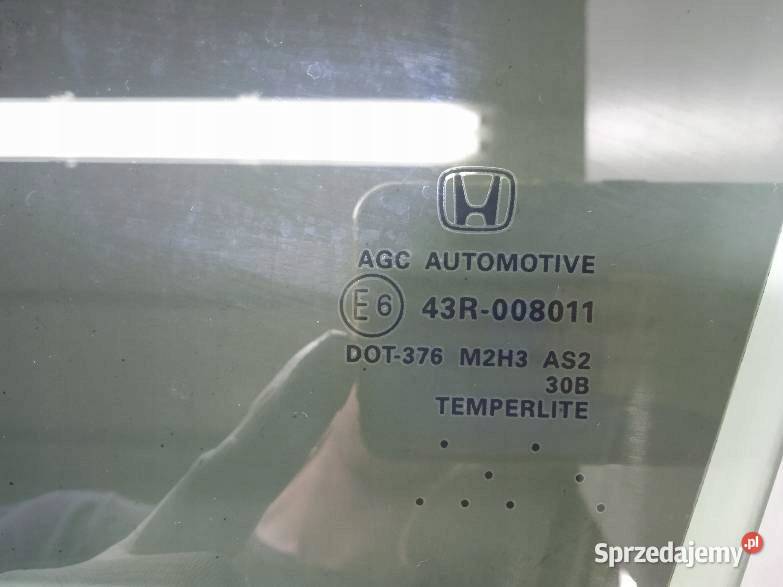 AGC AUTOMOTIVE
E6 43R-008011
DOT-376 M2H3 AS2
30B
TEMPERLITE
Sprzedajemy.pl